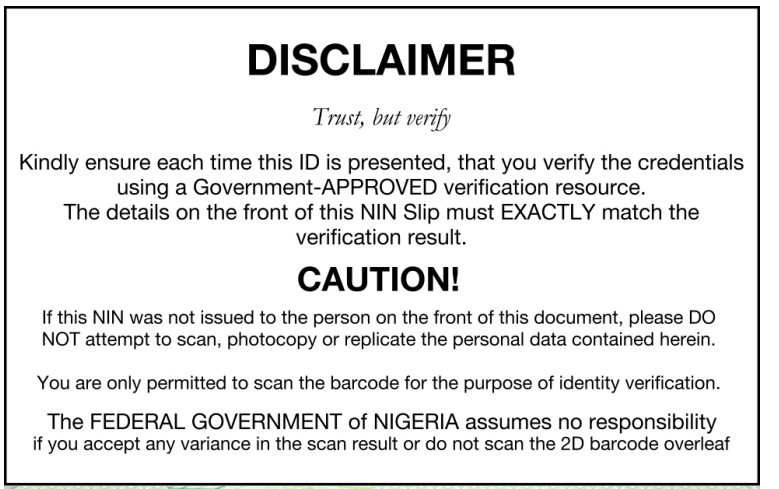 DISCLAIMER
Trust, but verify
Kindly ensure each time this ID is presented, that you verify the credentials
using a Government-APPROVED verification resource.
The details on the front of this NIN Slip must EXACTLY match the
verification result.
CAUTION!
If this NIN was not issued to the person on the front of this document, please DO
NOT attempt to scan, photocopy or replicate the personal data contained herein.
You are only permitted to scan the barcode for the purpose of identity verification.
The FEDERAL GOVERNMENT of NIGERIA assumes no responsibility
if you accept any variance in the scan result or do not scan the 2D barcode overleaf